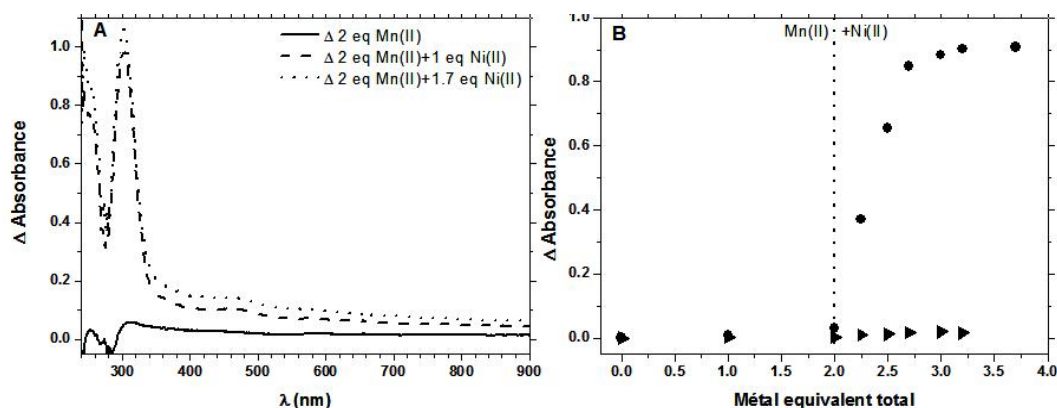 A
Δ 2 eq Mn(II)
Δ 2 eq Mn(II)+1 eq Ni(II)
Δ 2 eq Mn(II)+1.7 eq Ni(II)
Δ Absorbance
1.0
0.8
0.6
0.4
0.2
0.0
300 400 500 600 700 800 900
λ (nm)
B
Mn(II) +Ni(II)
Δ Absorbance
1.0
0.8
0.6
0.4
0.2
0.0
0.0 0.5 1.0 1.5 2.0 2.5 3.0 3.5 4.0
Métal equivalent total